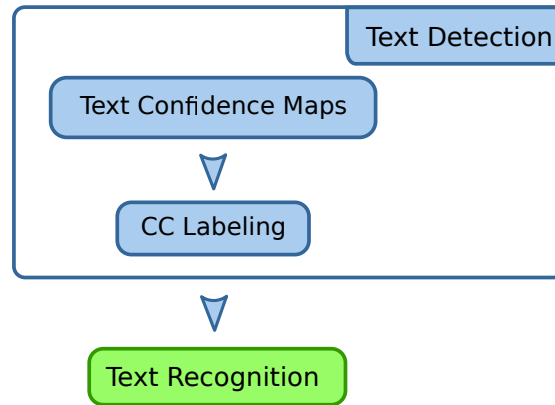 Text Detection
Text Confidence Maps
CC Labeling
Text Recognition